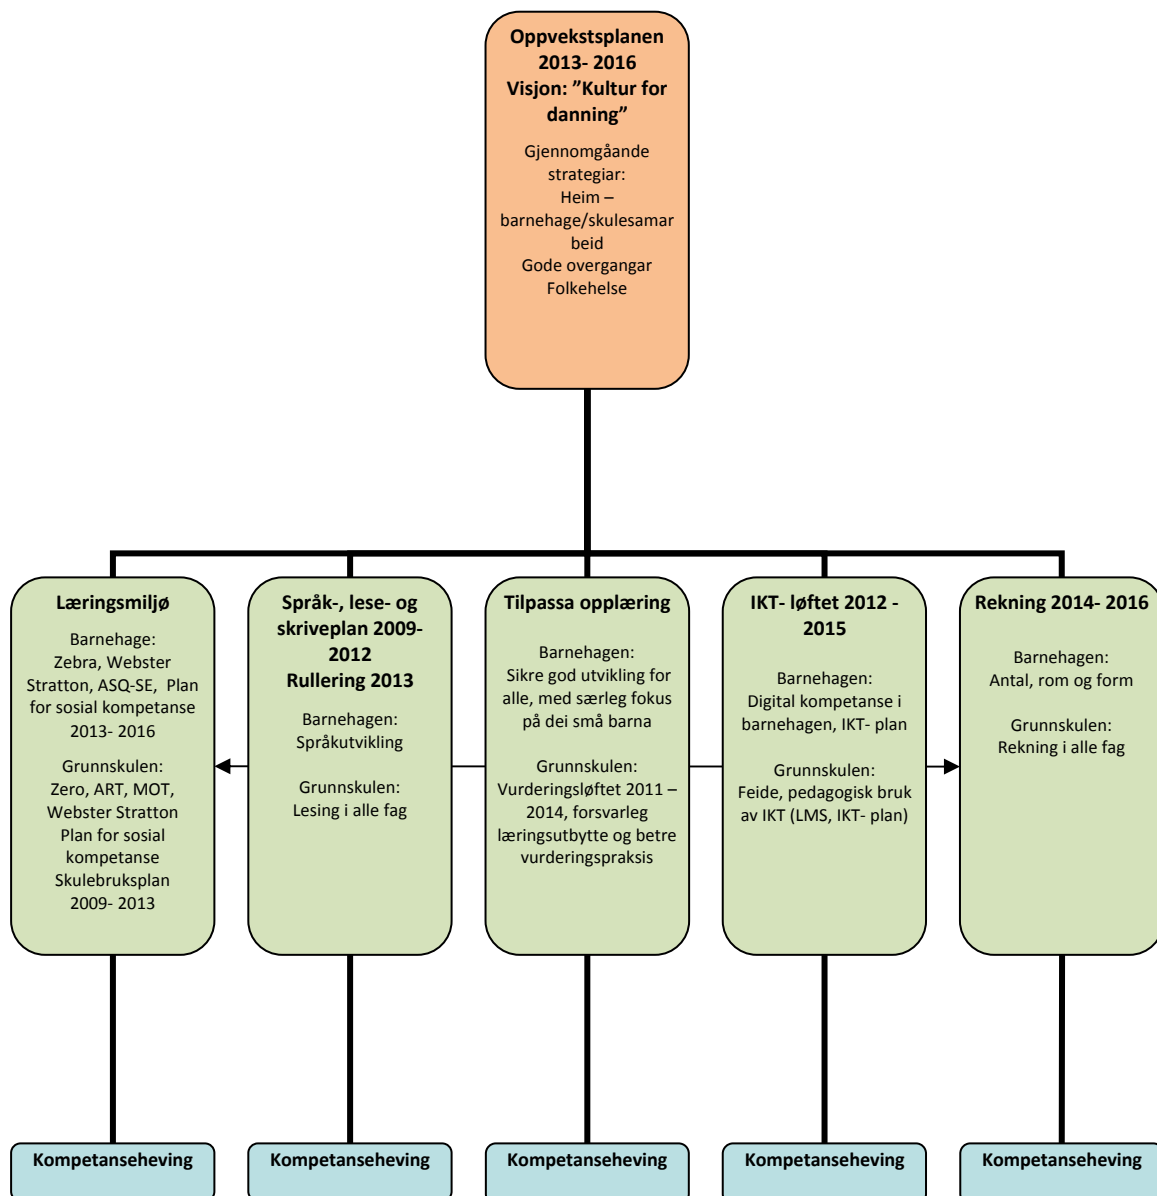 Oppvekstsplanen
2013- 2016
Visjon: ”Kultur for
danning”
Gjennomgåande
strategiar:
Heim –
barnehage/skulesamar
beid
Gode overgangar
Folkehelse
Læringsmiljø
Barnehage:
Zebra, Webster
Stratton, ASQ-SE, Plan
for sosial kompetanse
2013- 2016
Grunnskulen:
Zero, ART, MOT,
Webster Stratton
Plan for sosial
kompetanse
Skulebruksplan
2009- 2013
Språk-, lese- og
skriveplan 2009-
2012
Rullering 2013
Barnehagen:
Språkutvikling
Grunnskulen:
Lesing i alle fag
Tilpassa opplæring
Barnehagen:
Sikre god utvikling for
alle, med særleg fokus
på dei små barna
Grunnskulen:
Vurderingsløftet 2011 –
2014, forsvarleg
læringsutbytte og betre
vurderingspraksis
IKT- løftet 2012 -
2015
Barnehagen:
Digital kompetanse i
barnehagen, IKT- plan
Grunnskulen:
Feide, pedagogisk bruk
av IKT (LMS, IKT- plan)
Rekning 2014- 2016
Barnehagen:
Antal, rom og form
Grunnskulen:
Rekning i alle fag
Kompetanseheving
Kompetanseheving
Kompetanseheving
Kompetanseheving
Kompetanseheving